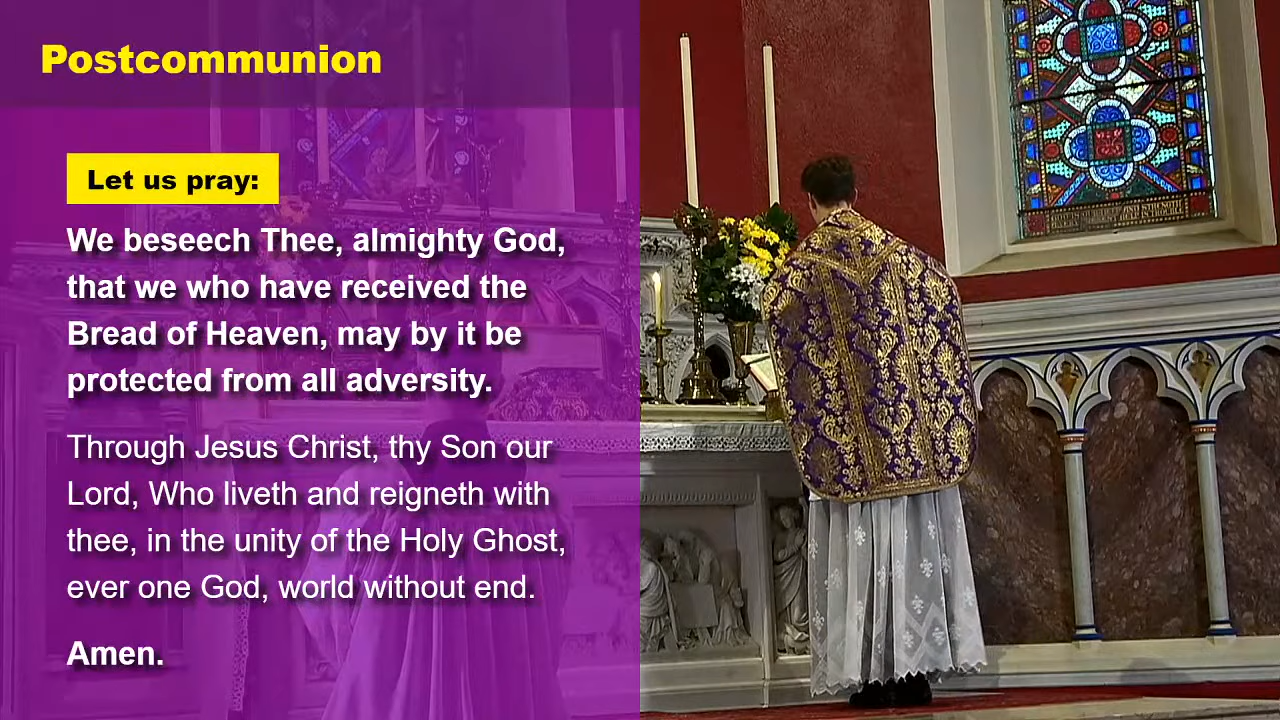 Postcommunion
Let us pray:
We beseech Thee, almighty God,
that we who have received the
Bread of Heaven, may by it be
protected from all adversity.
Through Jesus Christ, thy Son our
Lord, Who liveth and reigneth with
thee, in the unity of the Holy Ghost,
ever one God, world without end.
Amen.